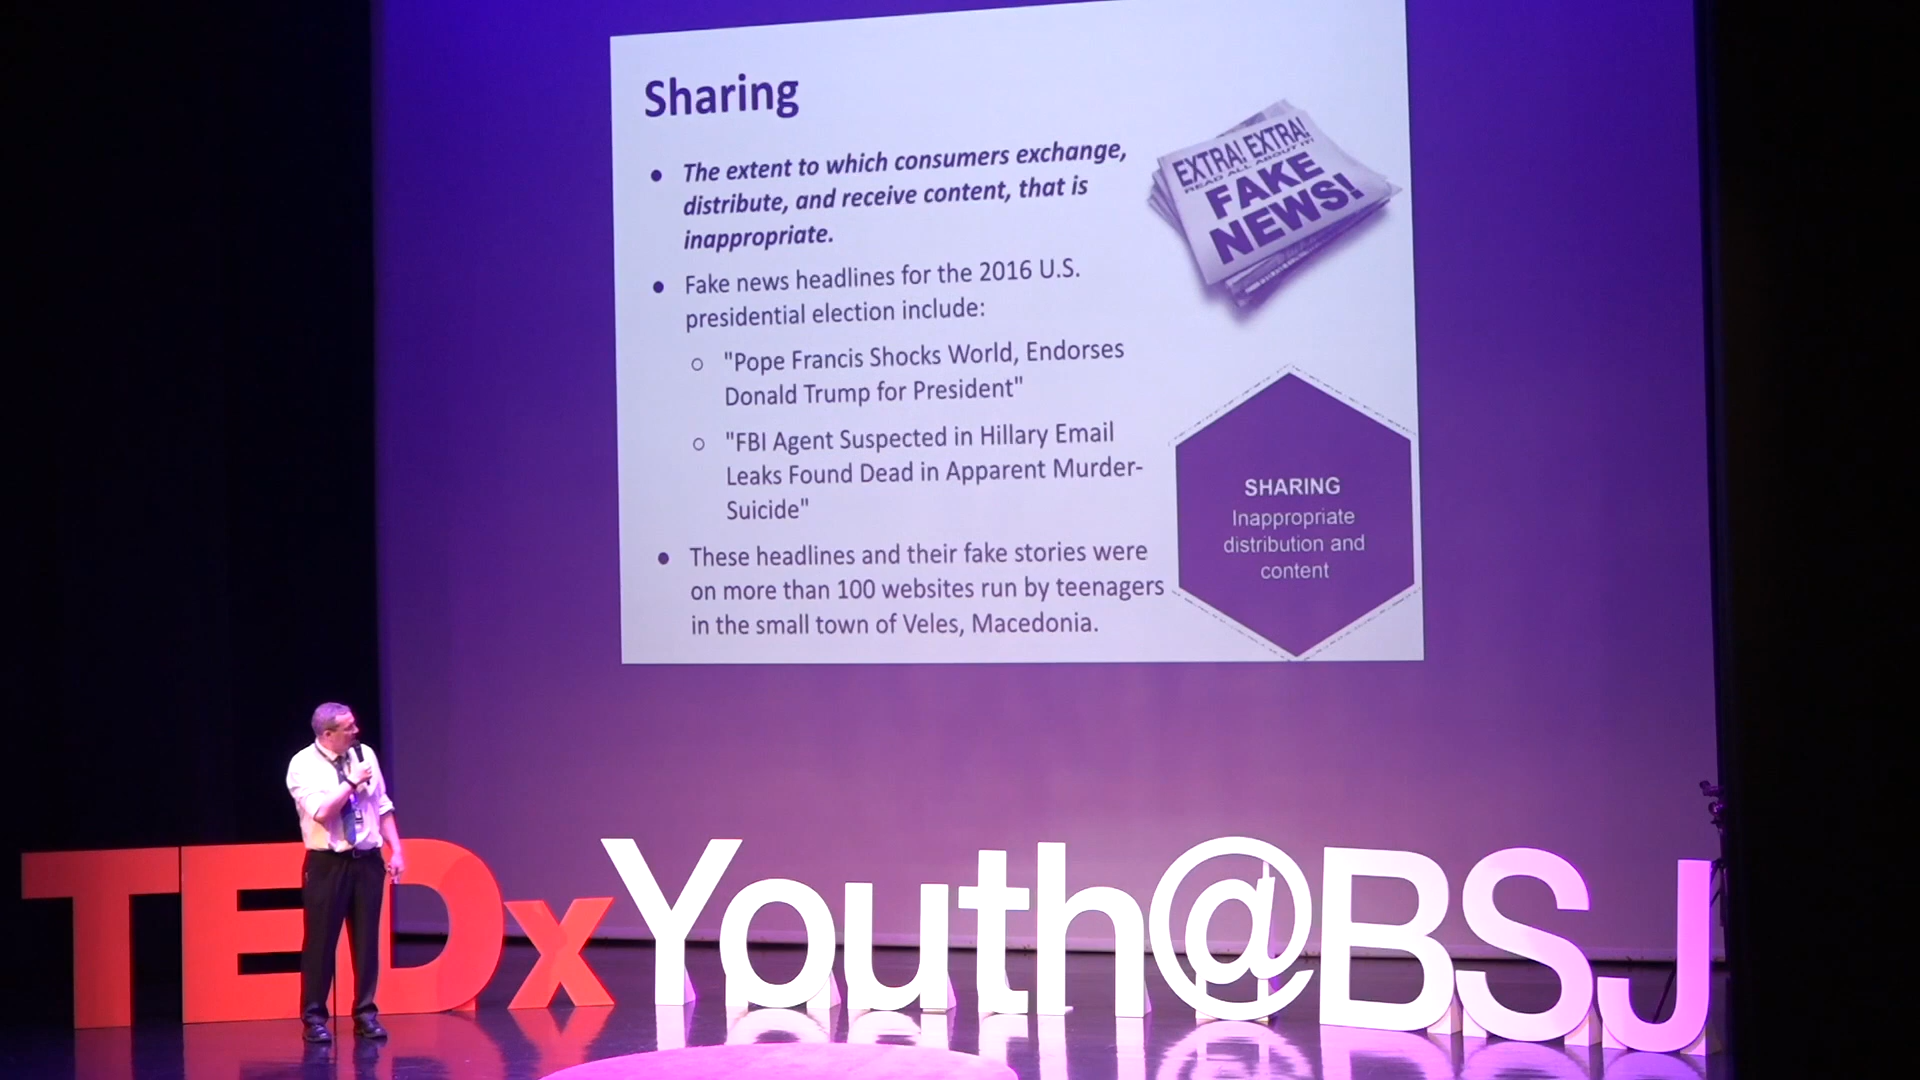 Sharing
● The extent to which consumers exchange,
distribute, and receive content, that is
inappropriate.
● Fake news headlines for the 2016 U.S.
presidential election include:
○ "Pope Francis Shocks World, Endorses
Donald Trump for President"
○ "FBI Agent Suspected in Hillary Email
Leaks Found Dead in Apparent Murder-
Suicide"
● These headlines and their fake stories were
on more than 100 websites run by teenagers
in the small town of Veles, Macedonia.
EXTRA! EXTRA!
READ ALL ABOUT IT!
FAKE
NEWS!
SHARING
Inappropriate
distribution and
content
TEDxYouth@BSJ